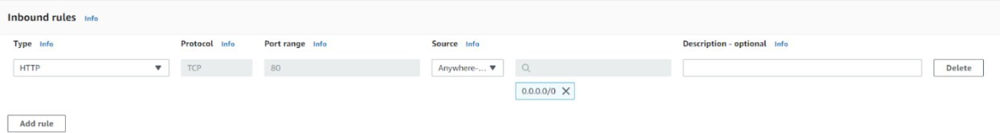 Inbound rules Info
Type Info Protocol Info Port range Info Source Info Description - optional Info
HTTP TCP 80 Anywhere-... Delete
0.0.0.0/0
Add rule